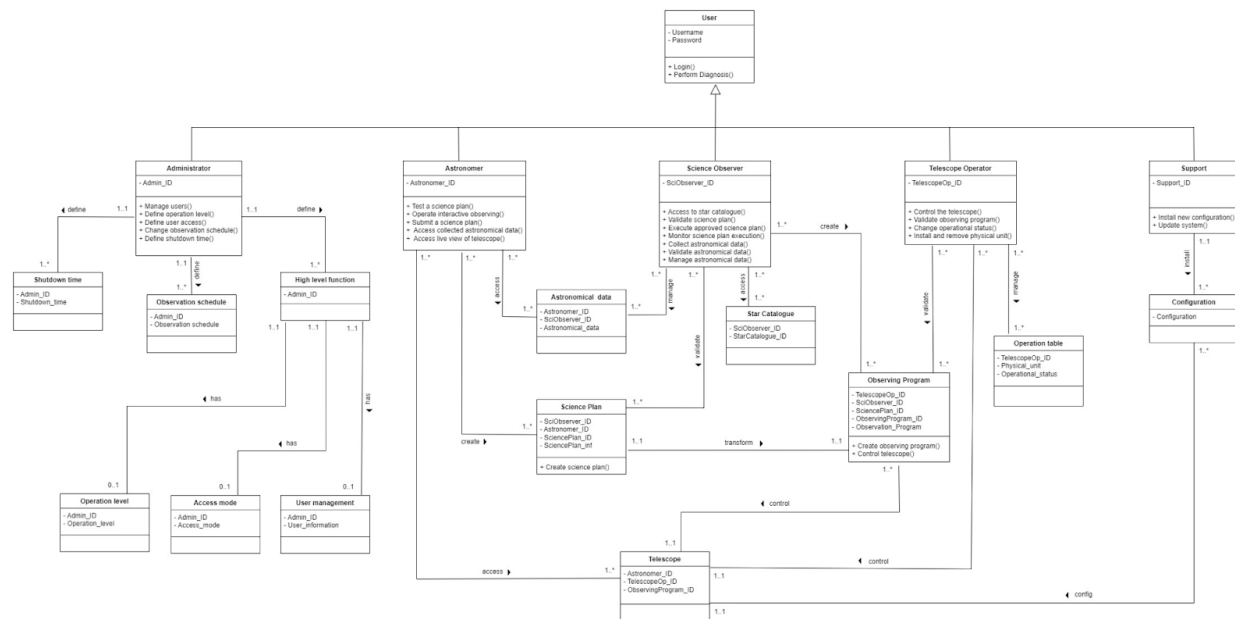 User
- Username
- Password
+ Login()
+ Perform Diagnosis()
Administrator
- Admin_ID
+ Manage users()
+ Define operation level()
+ Define user access()
+ Change observation schedule()
+ Define shutdown time()
Astronomer
- Astronomer_ID
+ Test a science plan()
+ Operate interactive observing()
+ Submit a science plan()
+ Access collected astronomical data()
+ Access live view of telescope()
Science Observer
- SciObserver_ID
+ Access to star catalogue()
+ Validate science plan()
+ Execute approved science plan()
+ Monitor science plan execution()
+ Collect astronomical data()
+ Validate astronomical data()
+ Manage astronomical data()
Telescope Operator
- TelescopeOp_ID
+ Control the telescope()
+ Validate observing program()
+ Change operational status()
+ Install and remove physical unit()
Support
- Support_ID
+ Install new configuration()
+ Update system()
define
1..1
1..1
define
1..*
1..*
1..1
define
1..*
Shutdown time
- Admin_ID
- Shutdown_time
Observation schedule
- Admin_ID
- Observation schedule
High level function
- Admin_ID
1..1
1..1
1..1
has
has
has
0..1
0..1
0..1
Operation level
- Admin_ID
- Operation_level
Access mode
- Admin_ID
- Access_mode
User management
- Admin_ID
- User_information
1..*
1..*
1..*
access
1..*
Astronomical data
- Astronomer_ID
- SciObserver_ID
- Astronomical_data
1..*
manage
1..*
1..*
validate
1..*
1..*
access
1..*
Star Catalogue
- SciObserver_ID
- StarCatalogue_ID
1..*
create
1..*
1..*
validate
1..*
1..*
1..*
manage
1..*
Operation table
- TelescopeOp_ID
- Physical_unit
- Operational_status
1..1
install
1..*
Configuration
- Configuration
1..*
Observing Program
- TelescopeOp_ID
- SciObserver_ID
- SciencePlan_ID
- ObservingProgram_ID
- Observation_Program
+ Create observing program()
+ Control telescope()
Science Plan
- SciObserver_ID
- Astronomer_ID
- SciencePlan_ID
- SciencePlan_inf
+ Create science plan()
create
1..*
1..1
transform
1..1
1..*
control
1..1
access
1..*
Telescope
- Astronomer_ID
- TelescopeOp_ID
- ObservingProgram_ID
1..1
control
1..1
config